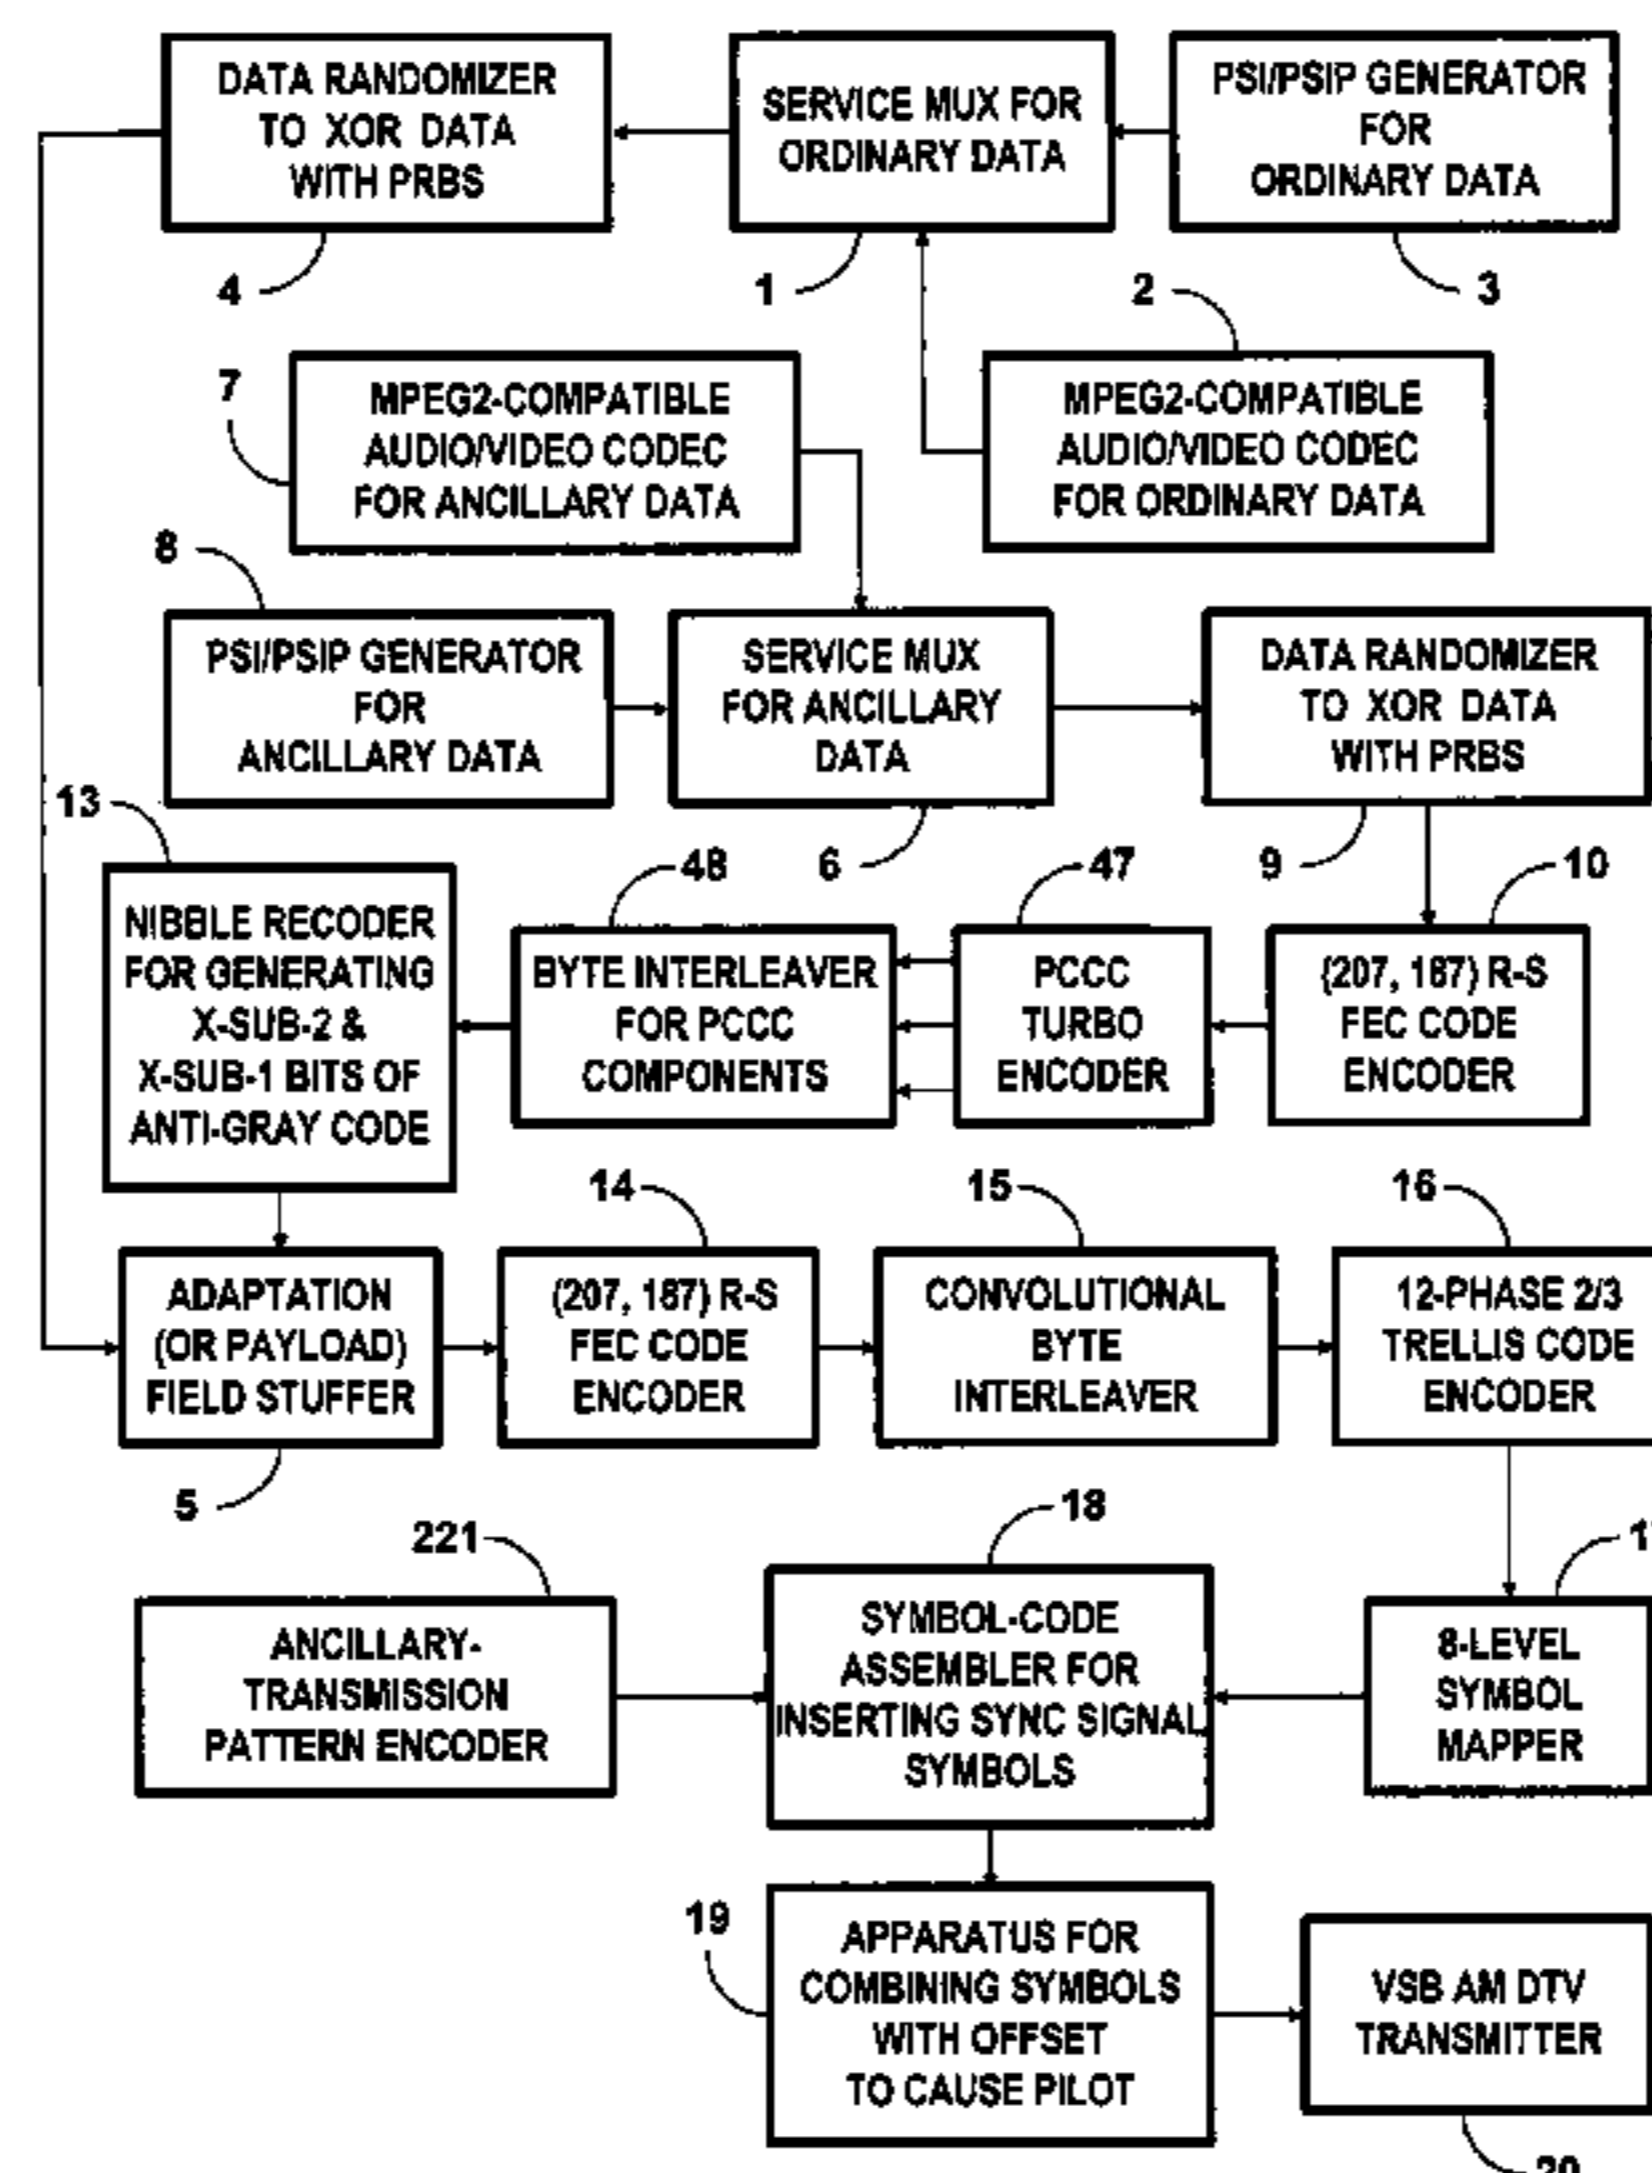 DATA RANDOMIZER
TO XOR DATA
WITH PRBS
SERVICE MUX FOR
ORDINARY DATA
PSI/PSIP GENERATOR
FOR
ORDINARY DATA
4
1
2
3
7
MPEG2-COMPATIBLE
AUDIO/VIDEO CODEC
FOR ANCILLARY DATA
MPEG2-COMPATIBLE
AUDIO/VIDEO CODEC
FOR ORDINARY DATA
8
PSI/PSIP GENERATOR
FOR
ANCILLARY DATA
SERVICE MUX
FOR ANCILLARY
DATA
DATA RANDOMIZER
TO XOR DATA
WITH PRBS
13
48
6
47
9
10
NIBBLE RECODER
FOR GENERATING
X-SUB-2 &
X-SUB-1 BITS OF
ANTI-GRAY CODE
BYTE INTERLEAVER
FOR PCCC
COMPONENTS
PCCC
TURBO
ENCODER
(207, 187) R-S
FEC CODE
ENCODER
14
15
16
ADAPTATION
(OR PAYLOAD)
FIELD STUFFER
(207, 187) R-S
FEC CODE
ENCODER
CONVOLUTIONAL
BYTE
INTERLEAVER
12-PHASE 2/3
TRELLIS CODE
ENCODER
5
221
18
ANCILLARY-
TRANSMISSION
PATTERN ENCODER
SYMBOL-CODE
ASSEMBLER FOR
INSERTING SYNC SIGNAL
SYMBOLS
8-LEVEL
SYMBOL
MAPPER
19
APPARATUS FOR
COMBINING SYMBOLS
WITH OFFSET
TO CAUSE PILOT
VSB AM DTV
TRANSMITTER
20